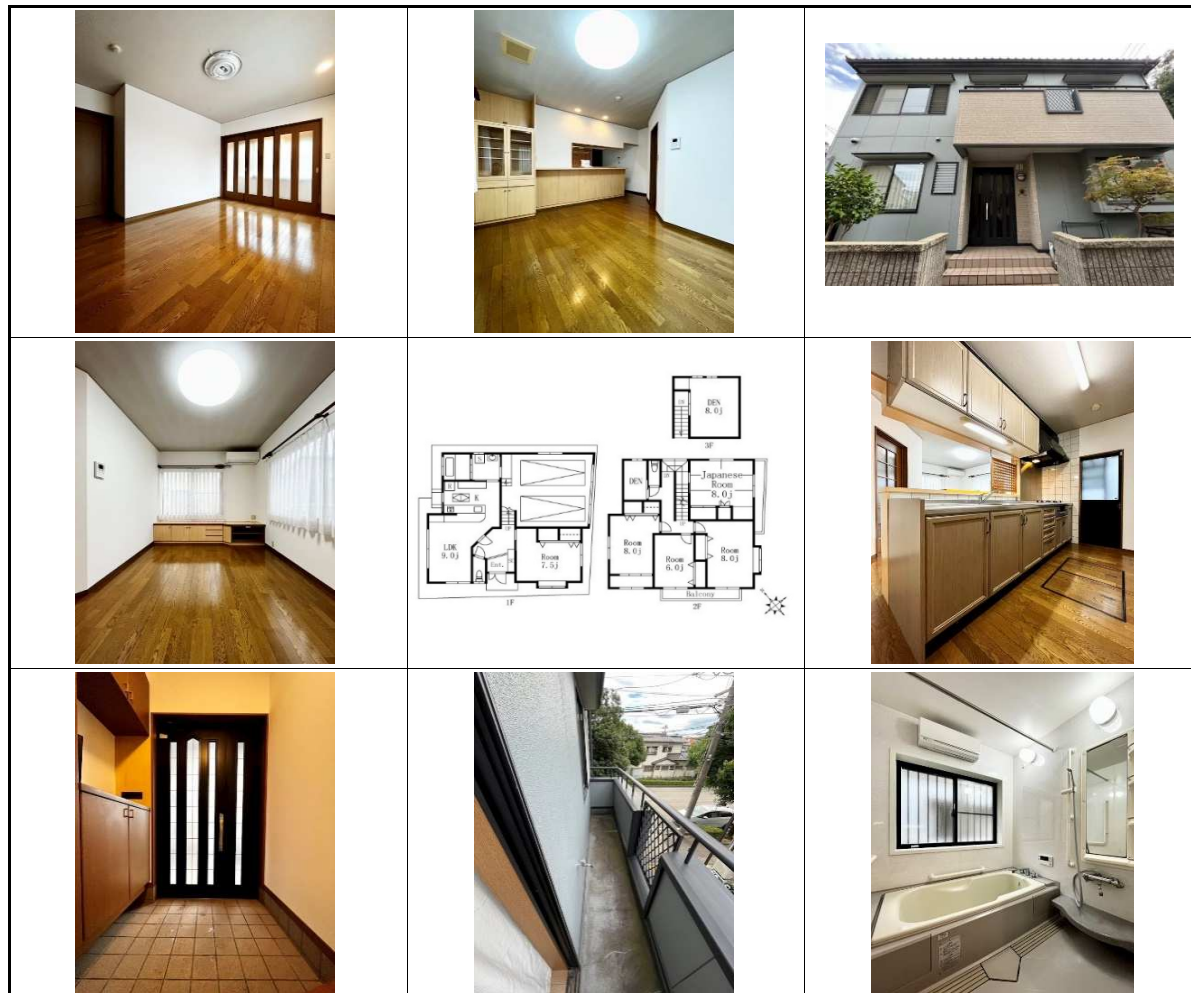 DEN
8.0j
3F
S
K
LDK
9.0j
Ent.
Room
7.5j
1F
DEN
Japanese
Room
8.0j
Room
8.0j
Room
6.0j
Room
8.0j
Balcony
2F